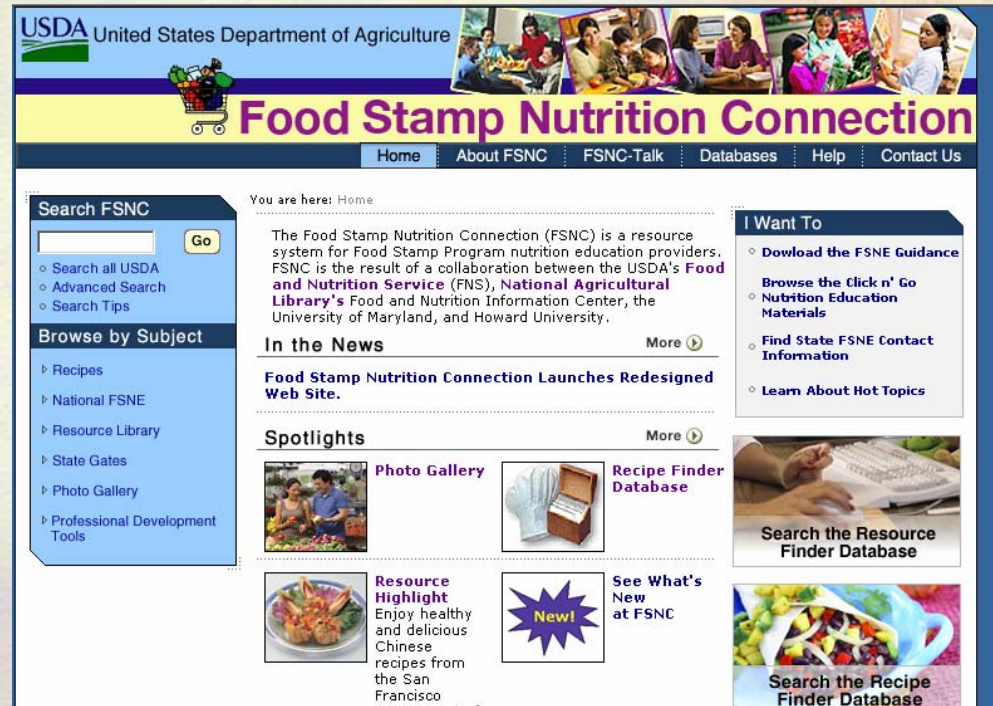 USDA United States Department of Agriculture
Food Stamp Nutrition Connection
Home About FSNC FSNC-Talk Databases Help Contact Us
Search FSNC
Go
Search all USDA
Advanced Search
Search Tips
Browse by Subject
Recipes
National FSNE
Resource Library
State Gates
Photo Gallery
Professional Development
Tools
You are here: Home
The Food Stamp Nutrition Connection (FSNC) is a resource
system for Food Stamp Program nutrition education providers.
FSNC is the result of a collaboration between the USDA's Food
and Nutrition Service (FNS), National Agricultural
Library's Food and Nutrition Information Center, the
University of Maryland, and Howard University.
In the News More
Food Stamp Nutrition Connection Launches Redesigned
Web Site.
Spotlights More
Photo Gallery
Recipe Finder
Database
Resource
Highlight
Enjoy healthy
and delicious
Chinese
recipes from
the San
Francisco
New!
See What's
New
at FSNC
I Want To
Dowload the FSNE Guidance
Browse the Click n' Go
Nutrition Education
Materials
Find State FSNE Contact
Information
Learn About Hot Topics
Search the Resource
Finder Database
Search the Recipe
Finder Database